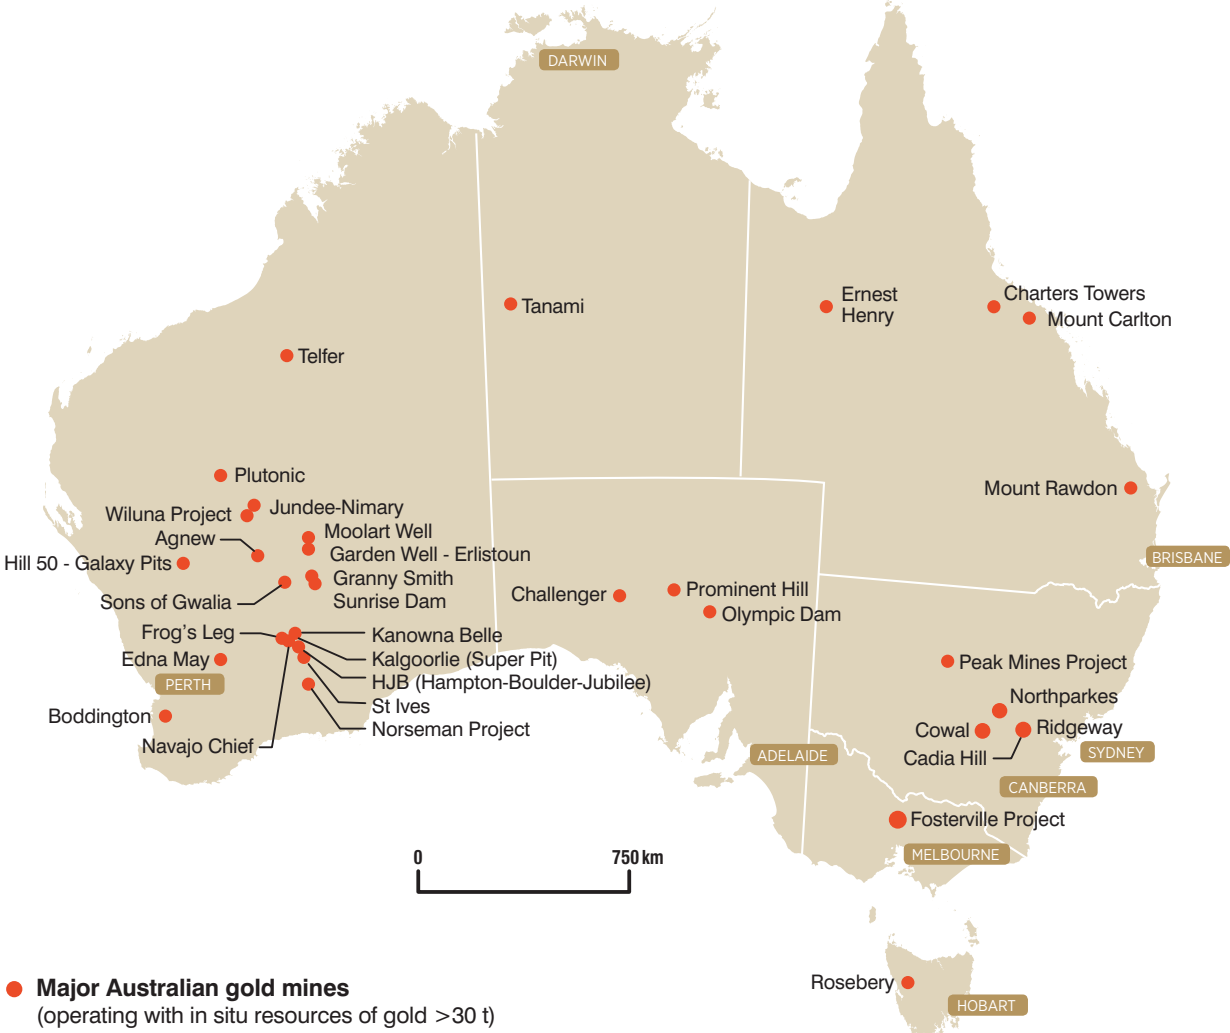 DARWIN
Ernest
Henry
Charters Towers
Mount Carlton
Tanami
Telfer
Plutonic
Mount Rawdon
Jundee-Nimary
Wiluna Project
Moolart Well
Agnew
Garden Well - Erlistoun
BRISBANE
Hill 50 - Galaxy Pits
Granny Smith
Sunrise Dam
Sons of Gwalia
Challenger
Prominent Hill
Olympic Dam
Frog's Leg
Kanowna Belle
Edna May
Kalgoorlie (Super Pit)
Peak Mines Project
PERTH
HJB (Hampton-Boulder-Jubilee)
Northparkes
St Ives
Boddington
Norseman Project
Cowal
Ridgeway
Navajo Chief
Cadia Hill
SYDNEY
ADELAIDE
CANBERRA
Fosterville Project
MELBOURNE
0 750 km
Rosebery
HOBART
Major Australian gold mines
(operating with in situ resources of gold >30 t)